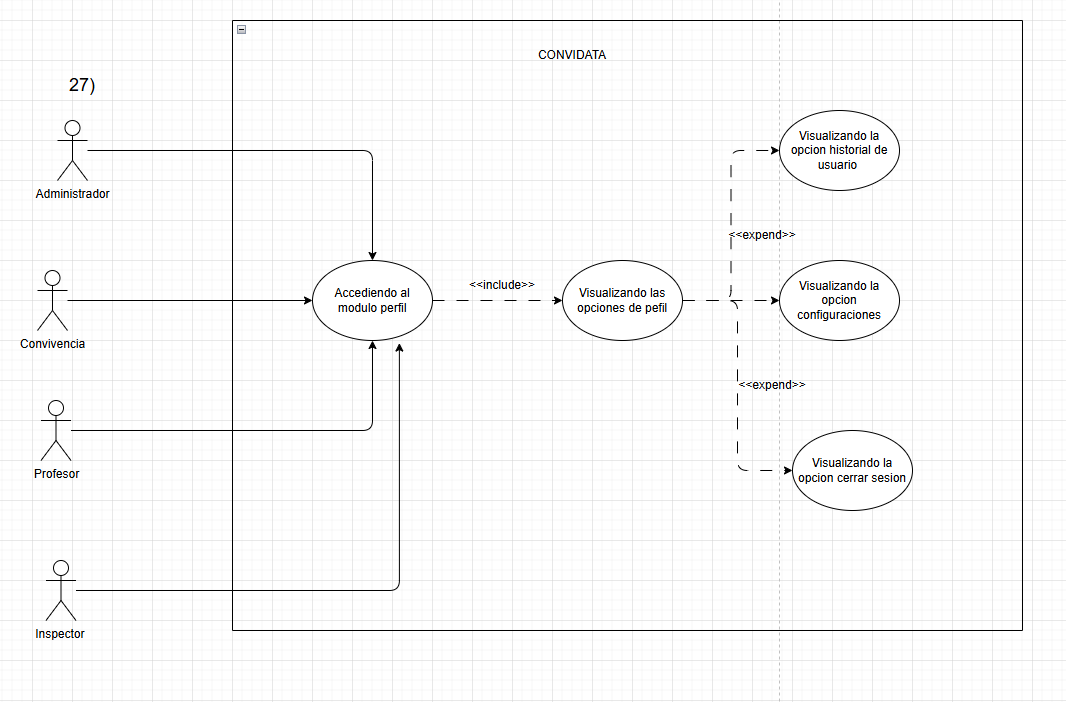 CONVIDATA
27)
Administrador
Visualizando la
opcion historial de
usuario
<<expend>>
Convivencia
Accediendo al
modulo perfil
<<include>>
Visualizando las
opciones de pefil
Visualizando la
opcion
configuraciones
<<expend>>
Profesor
Visualizando la
opcion cerrar sesion
Inspector